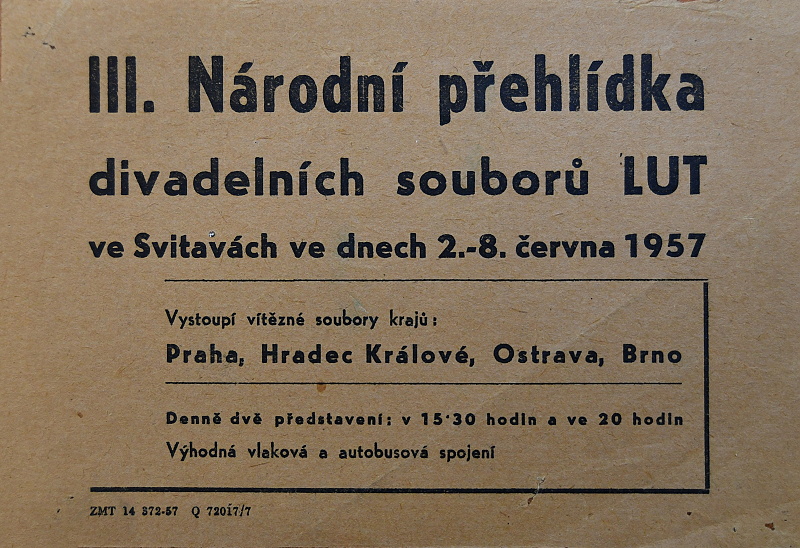 III. Národní přehlídka
divadelních souborů LUT
ve Svitavách ve dnech 2.-8. června 1957
Vystoupí vítězné soubory krajů:
Praha, Hradec Králové, Ostrava, Brno
Denně dvě představení: v 15·30 hodin a ve 20 hodin
Výhodná vlaková a autobusová spojení
ZMT 14 372-57 Q 72017/7